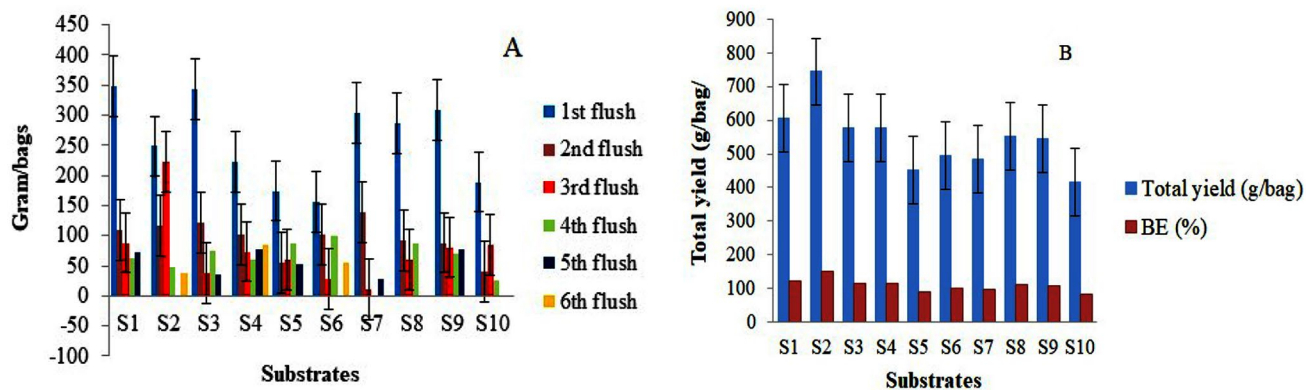 A
Gram/bags
450
400
350
300
250
200
150
100
50
0
-50
-100
S1 S2 S3 S4 S5 S6 S7 S8 S9 S10
Substrates
1st flush
2nd flush
3rd flush
4th flush
5th flush
6th flush
B
Total yield (g/bag/
900
800
700
600
500
400
300
200
100
0
S1 S2 S3 S4 S5 S6 S7 S8 S9 S10
Substrates
Total yield (g/bag)
BE (%)